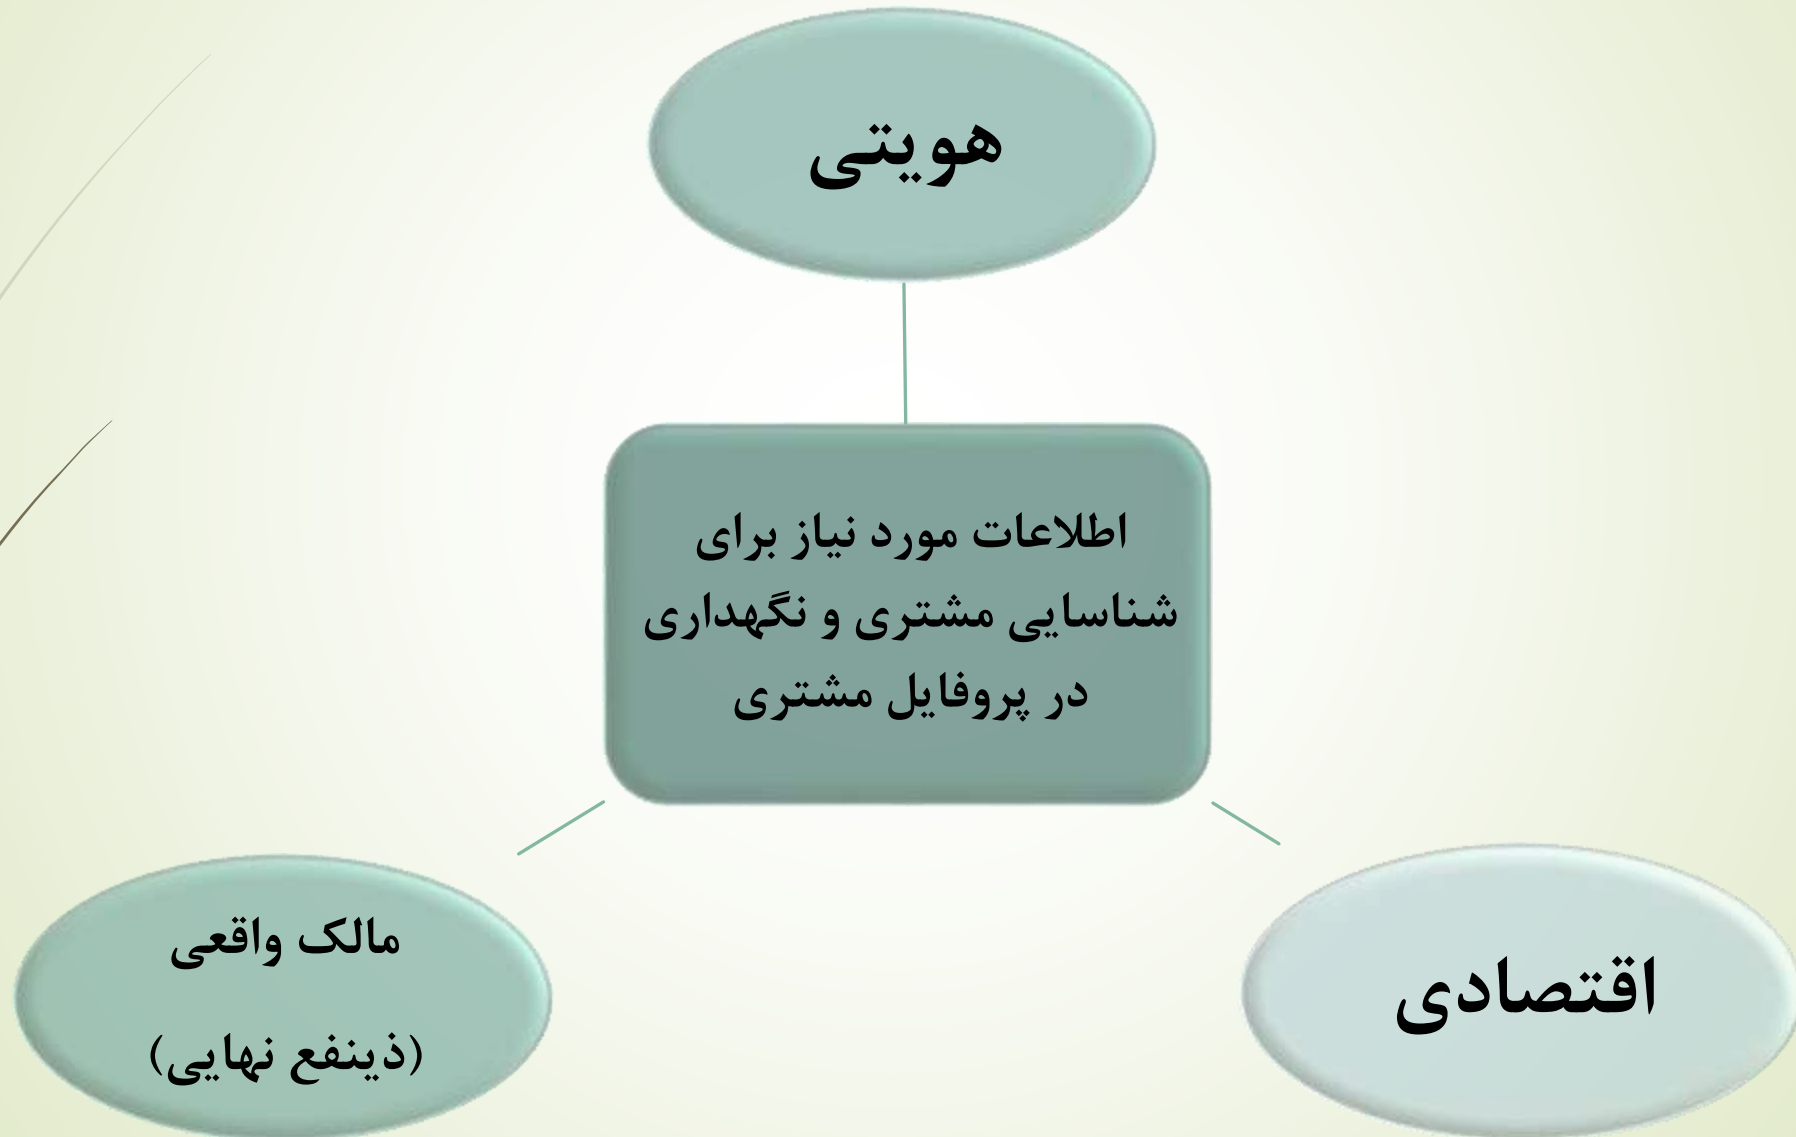 هویتی
اطلاعات مورد نیاز برای
شناسایی مشتری و نگهداری
در پروفایل مشتری
اقتصادی
مالک واقعی
(ذینفع نهایی)